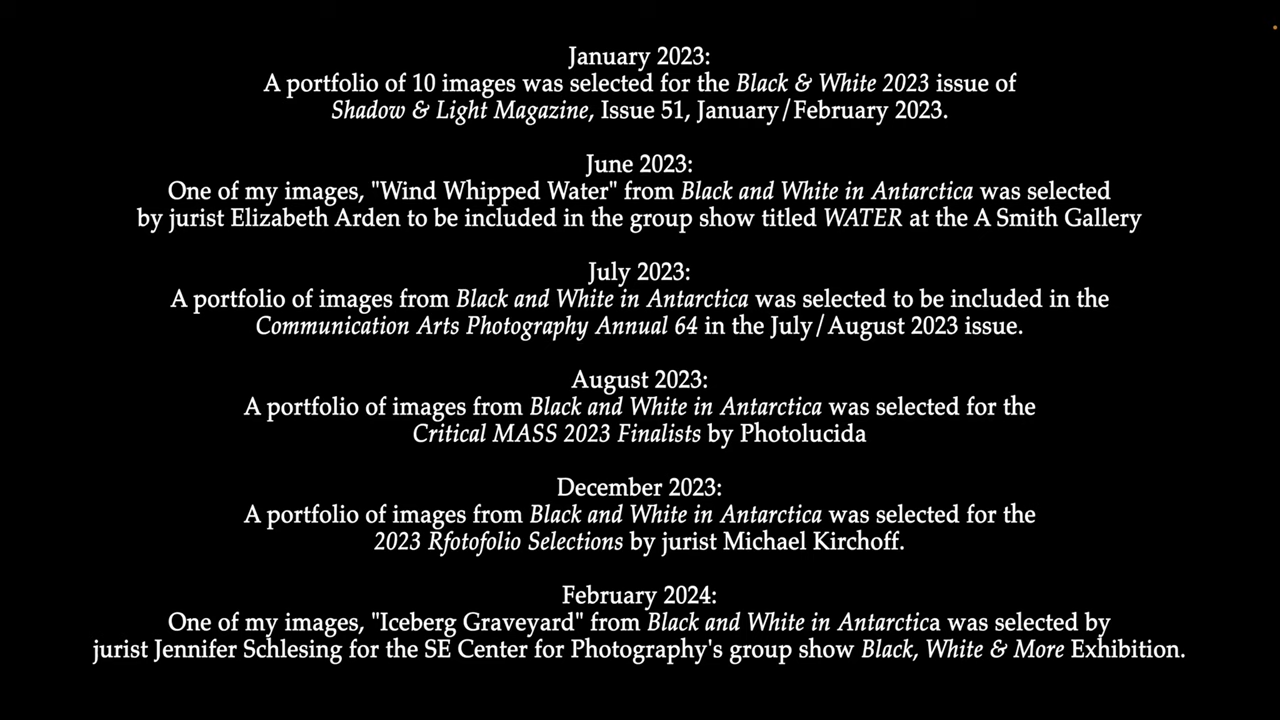 January 2023:
A portfolio of 10 images was selected for the Black & White 2023 issue of
Shadow & Light Magazine, Issue 51, January/February 2023.
June 2023:
One of my images, "Wind Whipped Water" from Black and White in Antarctica was selected
by jurist Elizabeth Arden to be included in the group show titled WATER at the A Smith Gallery
July 2023:
A portfolio of images from Black and White in Antarctica was selected to be included in the
Communication Arts Photography Annual 64 in the July/August 2023 issue.
August 2023:
A portfolio of images from Black and White in Antarctica was selected for the
Critical MASS 2023 Finalists by Photolucida
December 2023:
A portfolio of images from Black and White in Antarctica was selected for the
2023 Rfotofolio Selections by jurist Michael Kirchoff.
February 2024:
One of my images, "Iceberg Graveyard" from Black and White in Antarctica was selected by
jurist Jennifer Schlesing for the SE Center for Photography's group show Black, White & More Exhibition.